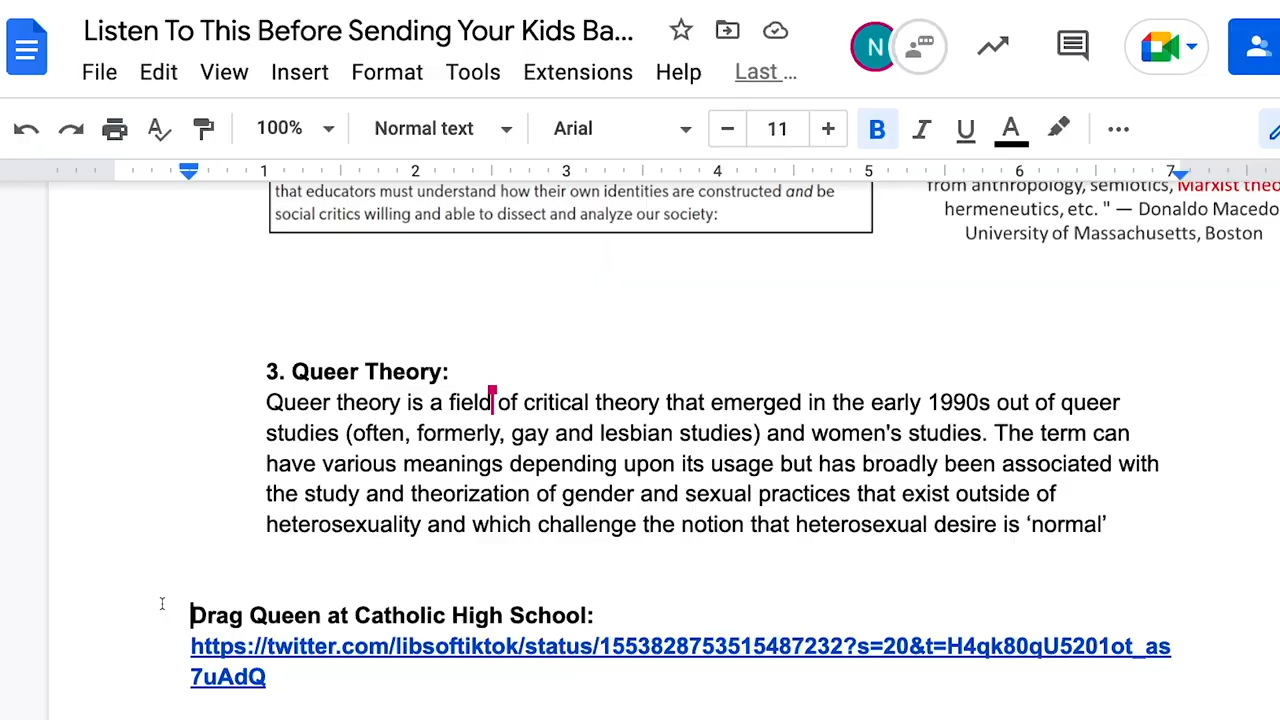 Listen To This Before Sending Your Kids Ba...
N
File Edit View Insert Format Tools Extensions Help Last ...
100% Normal text Arial − 11 + B I U A
1 2 3 4 5 6 7
that educators must understand how their own identities are constructed and be
social critics willing and able to dissect and analyze our society:
from anthropology, semiotics, Marxist theo
hermeneutics, etc. " — Donaldo Macedo
University of Massachusetts, Boston
3. Queer Theory:
Queer theory is a field of critical theory that emerged in the early 1990s out of queer
studies (often, formerly, gay and lesbian studies) and women's studies. The term can
have various meanings depending upon its usage but has broadly been associated with
the study and theorization of gender and sexual practices that exist outside of
heterosexuality and which challenge the notion that heterosexual desire is ‘normal’
Drag Queen at Catholic High School:
https://twitter.com/libsoftiktok/status/1553828753515487232?s=20&t=H4qk80qU5201ot_as
7uAdQ